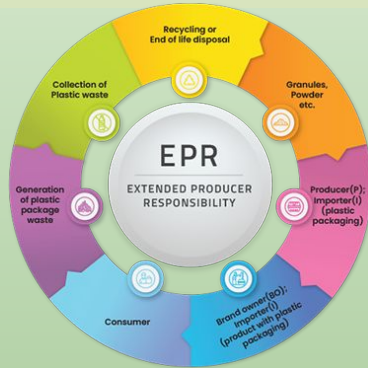 Recycling or
End of life disposal
Granules,
Powder
etc.
Producer(P);
Importer(I)
(plastic
packaging)
Brand owner(BO);
Importer(I)
(product with plastic
packaging)
Consumer
Generation
of plastic
package
waste
Collection of
Plastic waste
EPR
EXTENDED PRODUCER
RESPONSIBILITY